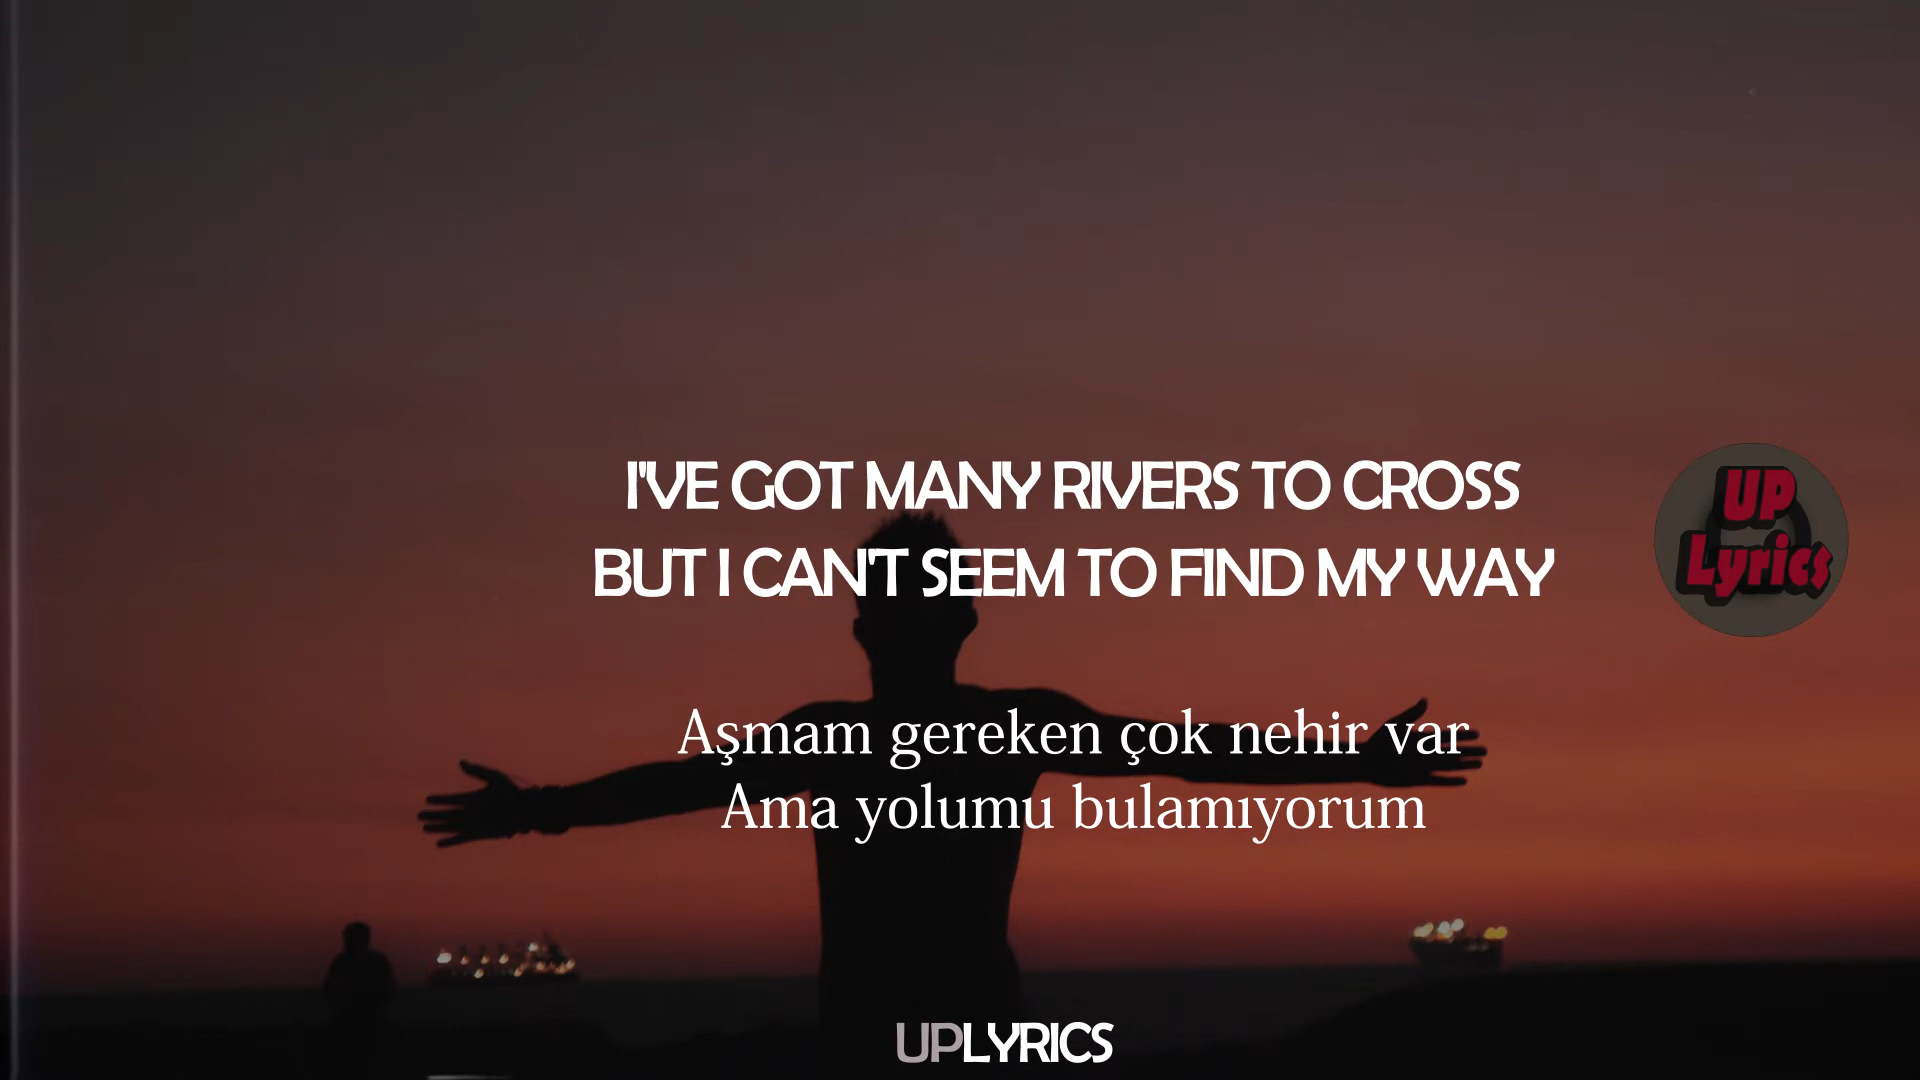 I'VE GOT MANY RIVERS TO CROSS
BUT I CAN'T SEEM TO FIND MY WAY
UP
Lyrics
Aşmam gereken çok nehir var
Ama yolumu bulamıyorum
UPLYRICS